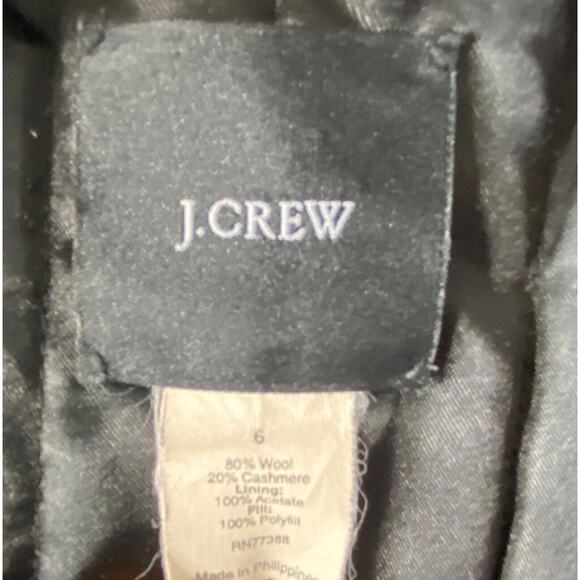 J.CREW
6
80% Wool
20% Cashmere
Lining:
100% Acetate
Fill:
100% Polyfill
RN77388
Made in Philippines